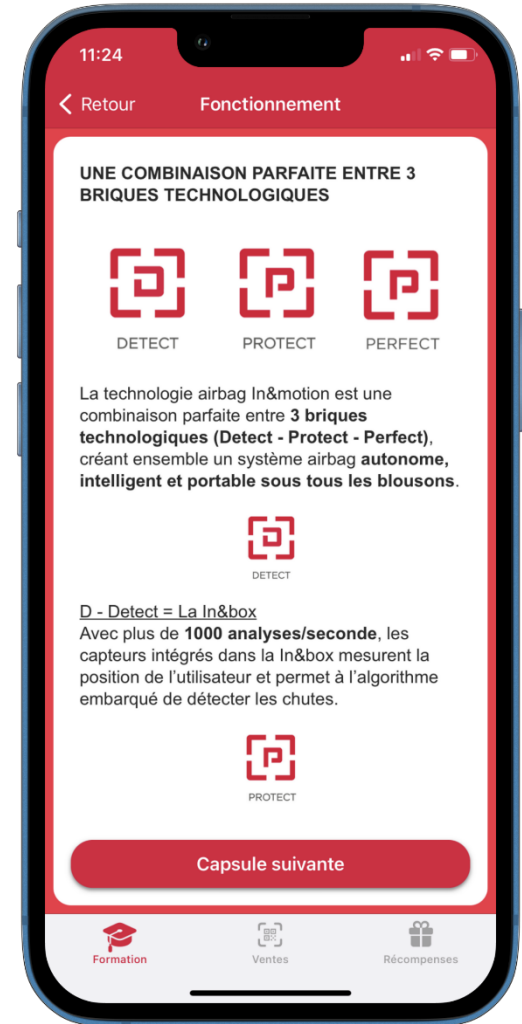 11:24
Retour
Fonctionnement
UNE COMBINAISON PARFAITE ENTRE 3
BRIQUES TECHNOLOGIQUES
D P P
DETECT PROTECT PERFECT
La technologie airbag In&motion est une
combinaison parfaite entre 3 briques
technologiques (Detect - Protect - Perfect),
créant ensemble un système airbag autonome,
intelligent et portable sous tous les blousons.
D
DETECT
D - Detect = La In&box
Avec plus de 1000 analyses/seconde, les
capteurs intégrés dans la In&box mesurent la
position de l'utilisateur et permet à l'algorithme
embarqué de détecter les chutes.
P
PROTECT
Capsule suivante
Formation Ventes Récompenses